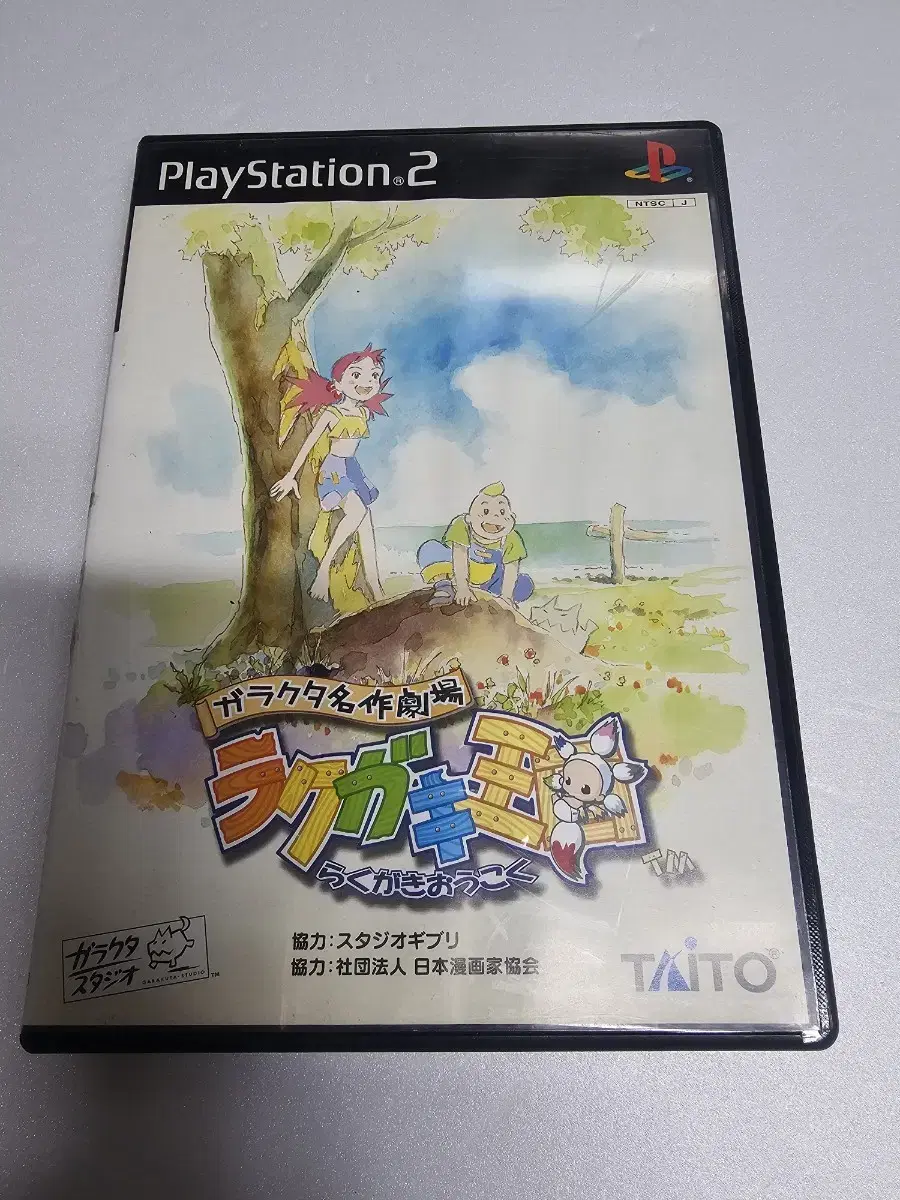 PlayStation®2
NTSC J
ガラクタ名作劇場
ラクガキ王国
らくがきおうこく
TM
協力:スタジオギブリ
協力:社団法人 日本漫画家協会
ガラクタ
スタジオ
GARAKUTA-STUDIO TM
TAITO®